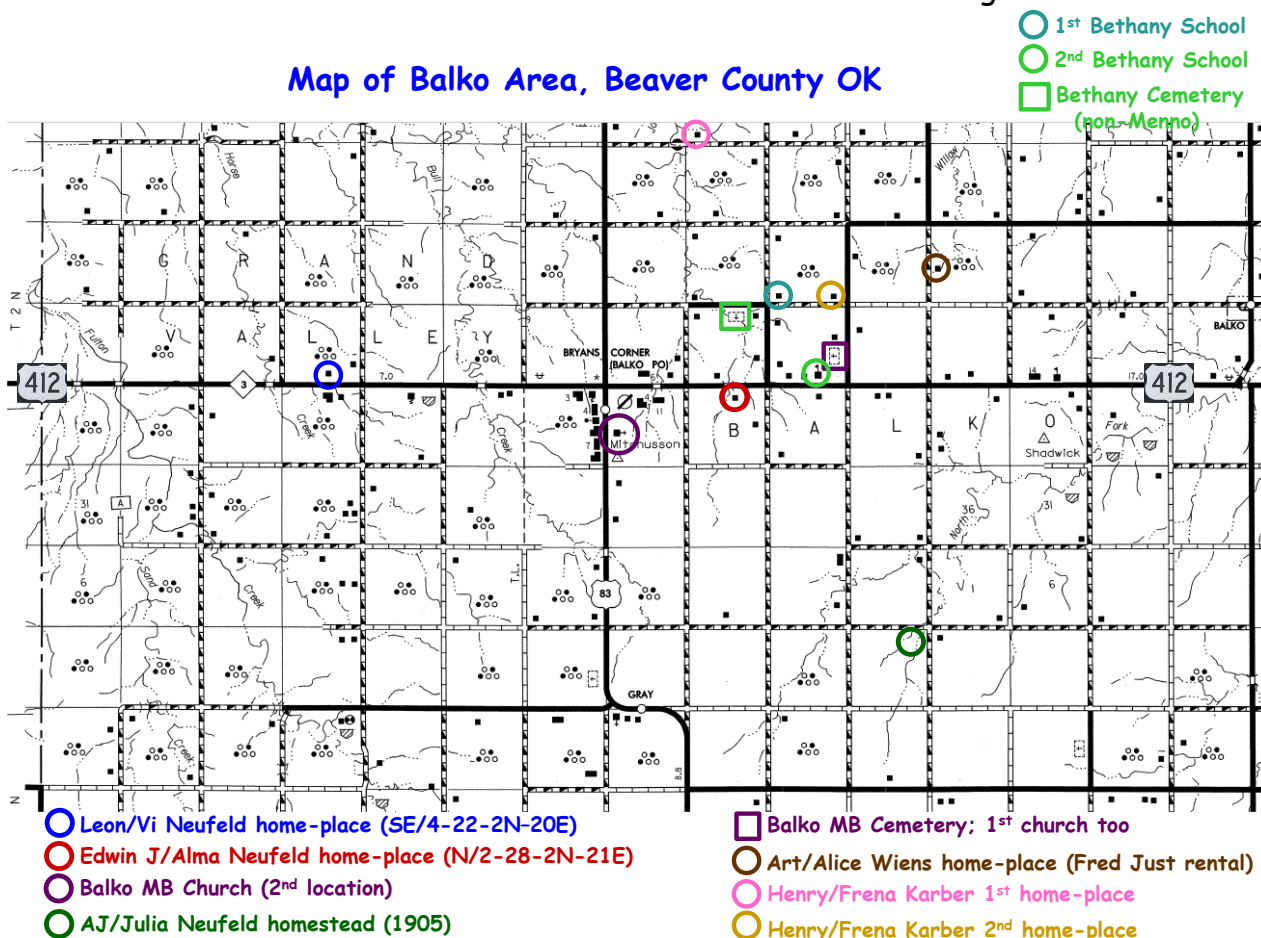 1st Bethany School
2nd Bethany School
Map of Balko Area, Beaver County OK
Bethany Cemetery
(non-Menno)
Horse
Bull
Willow
G R A N D
T 2 N
V A L L E Y
Fulton
BRYANS CORNER
(BALKO PO)
BALKO
412
3
7.0
17.0
412
Creek
Creek
Mitchusson
B A L K O
Fork
Shadwick
31
A
36
31
North
6
Sand
Creek
T.L.
83
6
GRAY
Creek
8.8
N
Leon/Vi Neufeld home-place (SE/4-22-2N-20E)
Edwin J/Alma Neufeld home-place (N/2-28-2N-21E)
Balko MB Church (2nd location)
AJ/Julia Neufeld homestead (1905)
Balko MB Cemetery; 1st church too
Art/Alice Wiens home-place (Fred Just rental)
Henry/Frena Karber 1st home-place
Henry/Frena Karber 2nd home-place